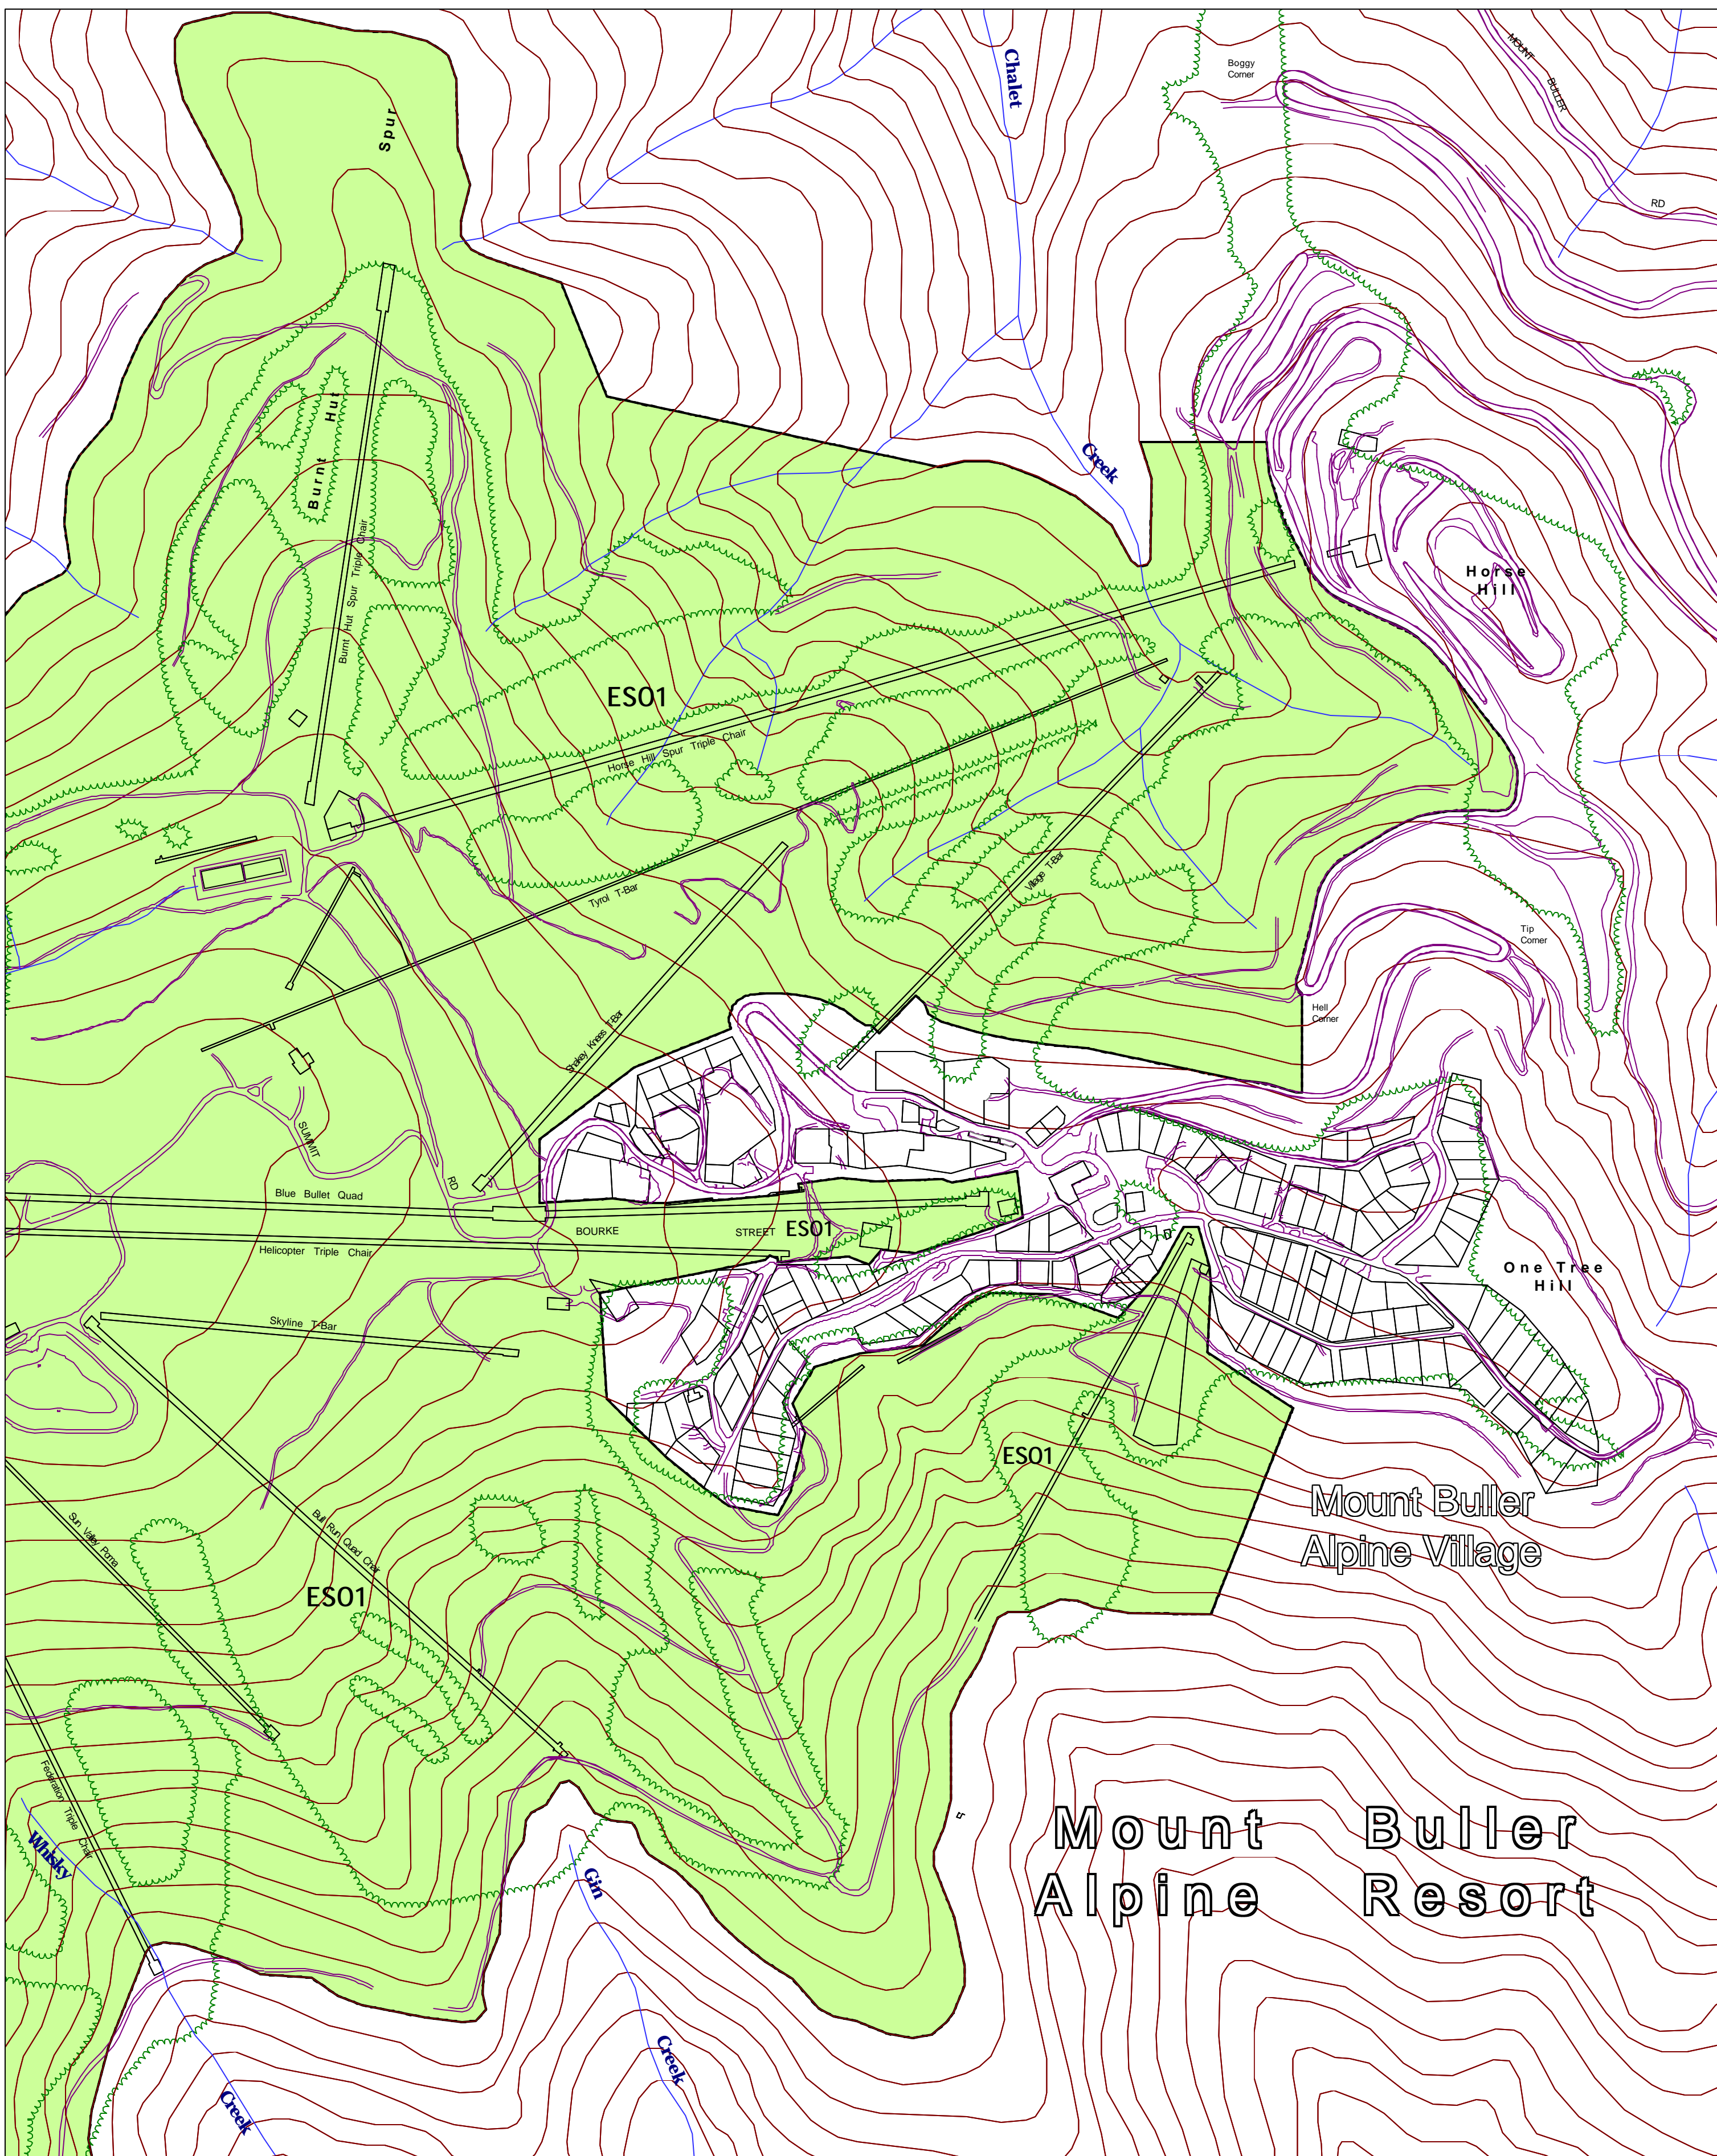 Chalet
Creek
Boggy
Corner
MOUNT
BULLER
RD
Spur
Burnt Hut
Burnt Hut Spur Triple Chair
Horse
Hill
ESO1
Horse Hill Spur Triple Chair
Tyrol T-Bar
Village T-Bar
Shakey Knees T-Bar
Tip
Corner
Hell
Corner
SUMMIT
RD
Blue Bullet Quad
BOURKE
STREET
ESO1
Helicopter Triple Chair
Skyline T-Bar
One Tree
Hill
ESO1
Mount Buller
Alpine Village
Sun Valley Poma
Bull Run Quad Chair
ESO1
Federation Triple Chair
Whisky
Creek
Gin
Creek
Mount Buller
Alpine Resort